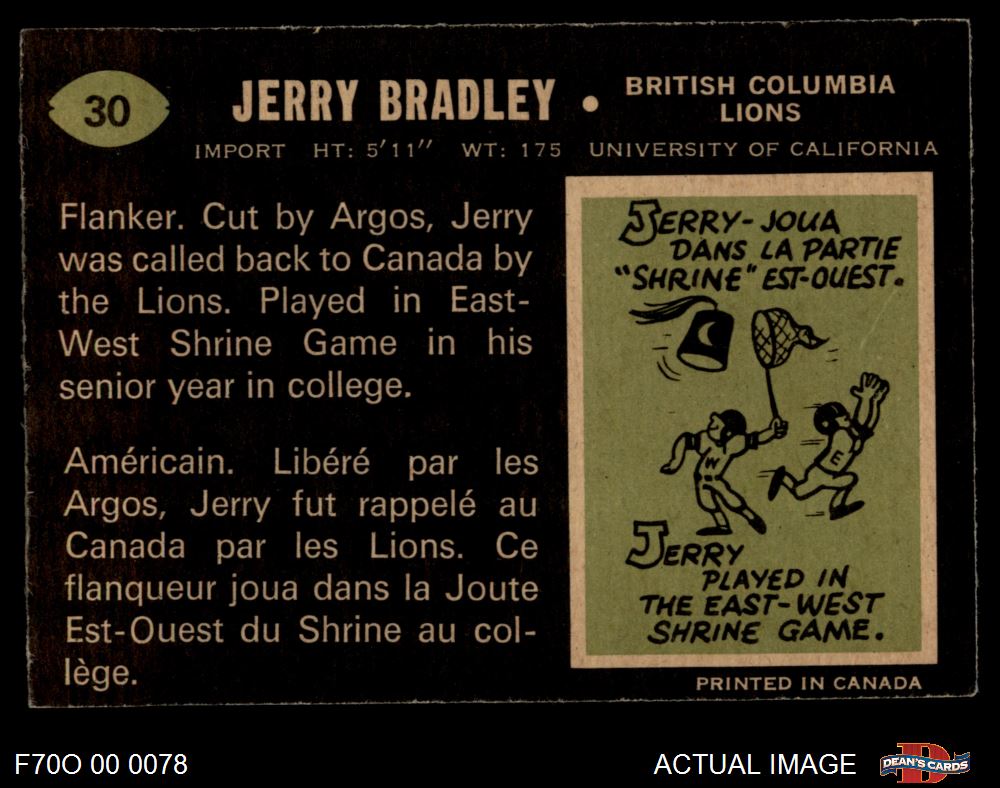 30
JERRY BRADLEY • BRITISH COLUMBIA
LIONS
IMPORT HT: 5'11" WT: 175 UNIVERSITY OF CALIFORNIA
Flanker. Cut by Argos, Jerry
was called back to Canada by
the Lions. Played in East-
West Shrine Game in his
senior year in college.
Américain. Libéré par les
Argos, Jerry fut rappelé au
Canada par les Lions. Ce
flanqueur joua dans la Joute
Est-Ouest du Shrine au col-
lège.
JERRY-JOUA
DANS LA PARTIE
"SHRINE" EST-OUEST.
W
E
JERRY
PLAYED IN
THE EAST-WEST
SHRINE GAME.
PRINTED IN CANADA
F70O 00 0078
ACTUAL IMAGE
D
DEAN'S CARDS